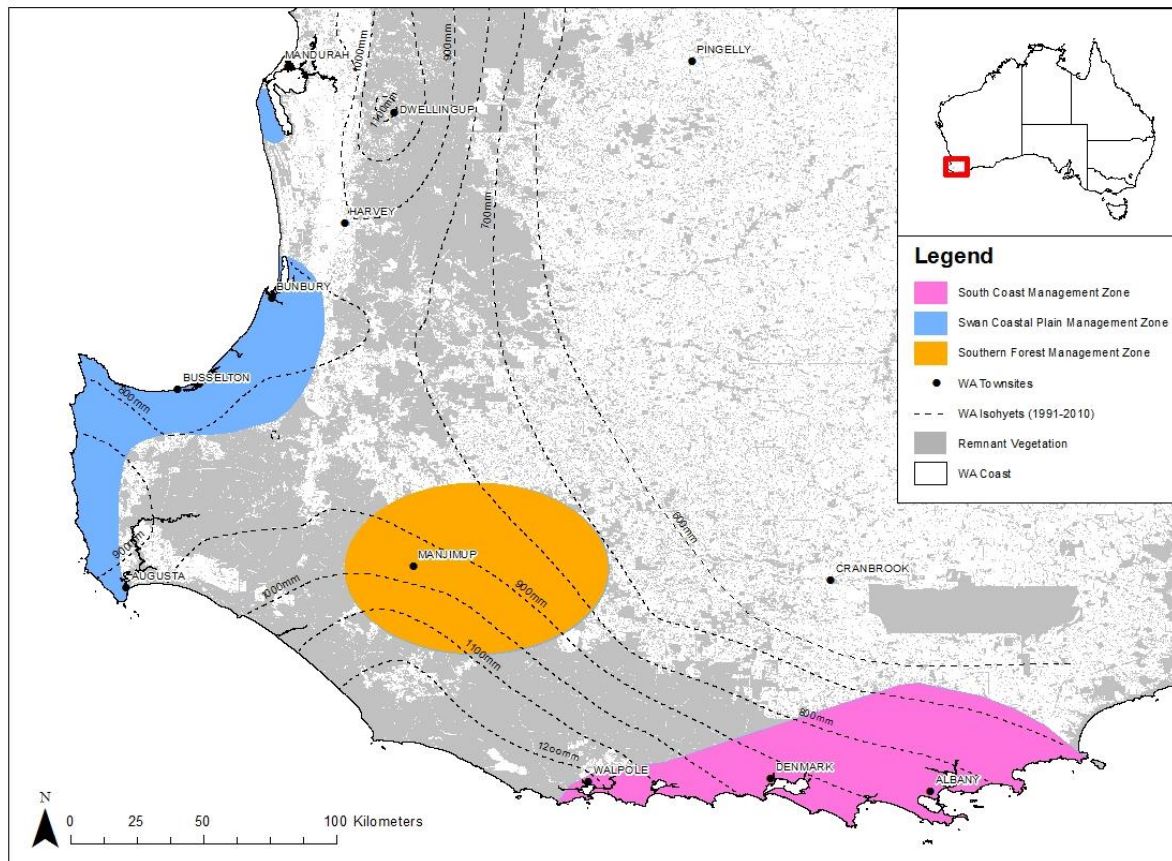 MANDURAH
1000mm
900mm
PINGELLY
1100mm
DWELLINGUP
HARVEY
700mm
BUNBURY
BUSSELTON
800mm
600mm
900mm
AUGUSTA
MANJIMUP
1000mm
900mm
CRANBROOK
1100mm
800mm
1200mm
WALPOLE
DENMARK
ALBANY
N
0 25 50 100 Kilometers
Legend
South Coast Management Zone
Swan Coastal Plain Management Zone
Southern Forest Management Zone
WA Townsites
WA Isohyets (1991-2010)
Remnant Vegetation
WA Coast